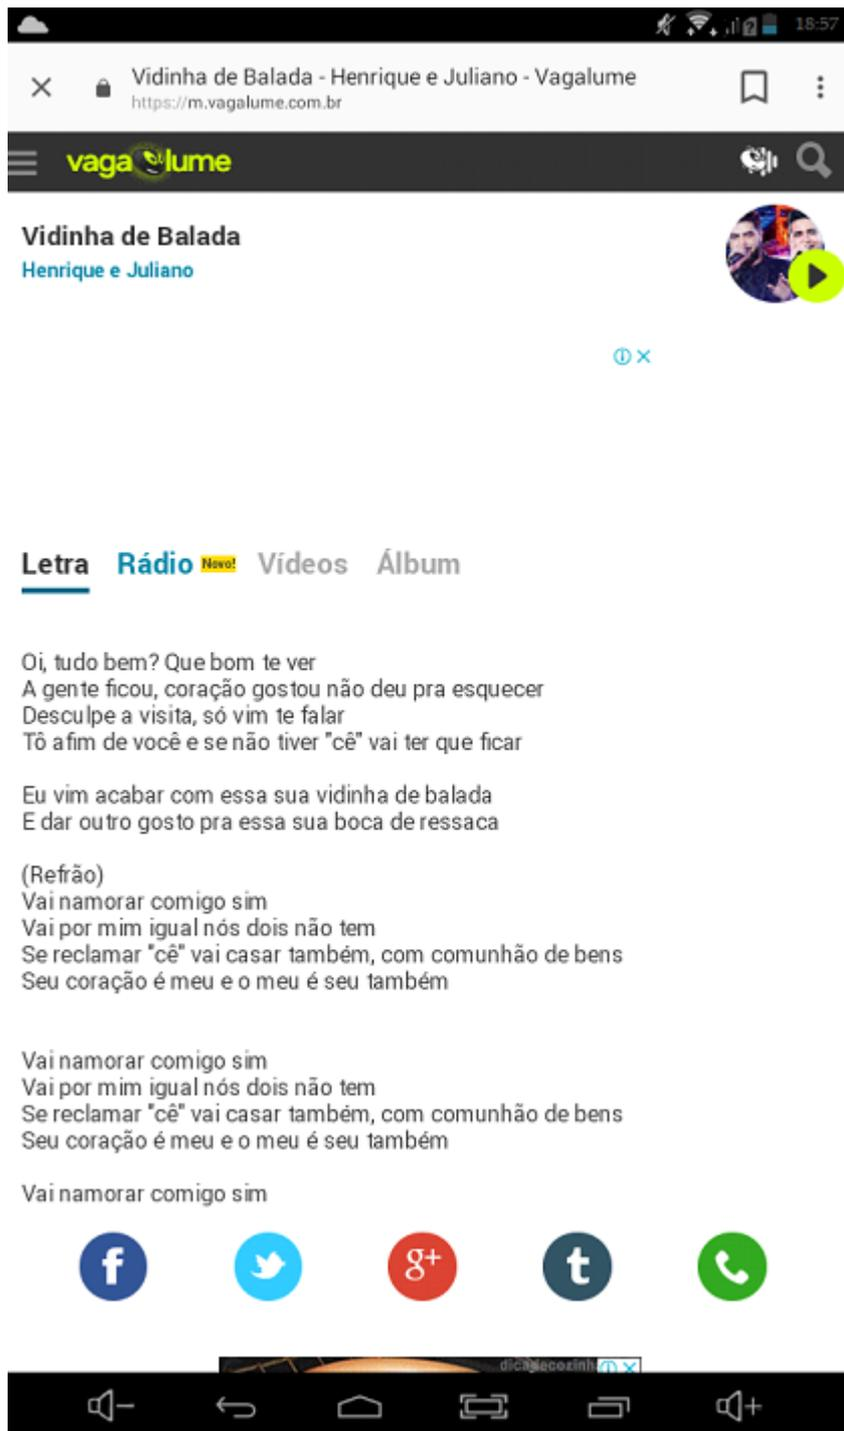 18:57
Vidinha de Balada - Henrique e Juliano - Vagalume
https://m.vagalume.com.br
vagalume
Vidinha de Balada
Henrique e Juliano
Letra Rádio Novo! Vídeos Álbum
Oi, tudo bem? Que bom te ver
A gente ficou, coração gostou não deu pra esquecer
Desculpe a visita, só vim te falar
Tô afim de você e se não tiver "cê" vai ter que ficar
Eu vim acabar com essa sua vidinha de balada
E dar outro gosto pra essa sua boca de ressaca
(Refrão)
Vai namorar comigo sim
Vai por mim igual nós dois não tem
Se reclamar "cê" vai casar também, com comunhão de bens
Seu coração é meu e o meu é seu também
Vai namorar comigo sim
Vai por mim igual nós dois não tem
Se reclamar "cê" vai casar também, com comunhão de bens
Seu coração é meu e o meu é seu também
Vai namorar comigo sim
f g+ t